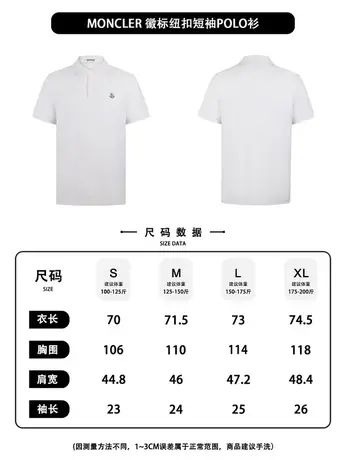 MONCLER 徽标纽扣短袖POLO衫
尺码数据
SIZE DATA
尺码 S M L XL
SIZE 建议体重 建议体重 建议体重 建议体重
100-125斤 125-150斤 150-175斤 175-200斤
衣长 70 71.5 73 74.5
胸围 106 110 114 118
肩宽 44.8 46 47.2 48.4
袖长 23 24 25 26
(因测量方法不同，1~3CM误差属于正常范围，商品建议手洗)